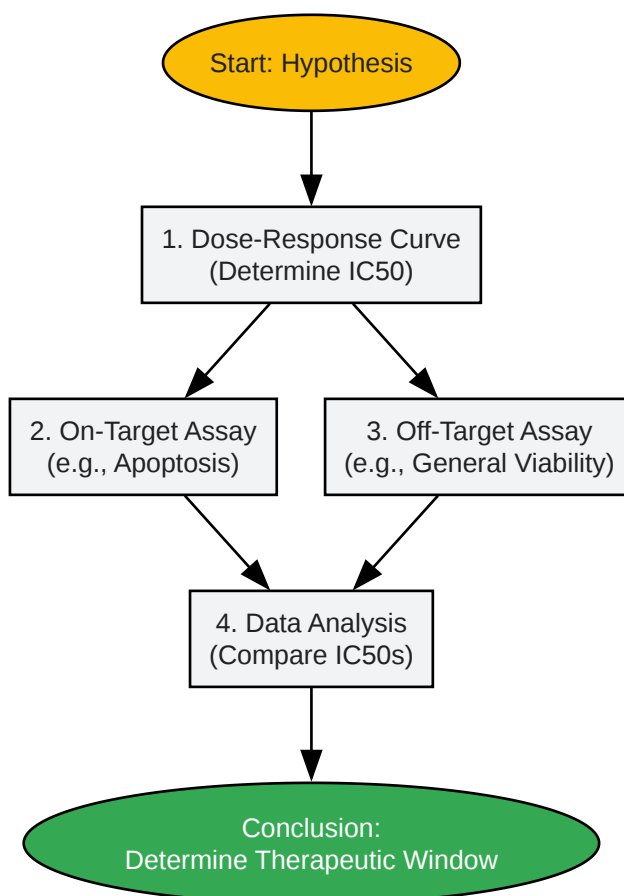 Start: Hypothesis
1. Dose-Response Curve
(Determine IC50)
2. On-Target Assay
(e.g., Apoptosis)
3. Off-Target Assay
(e.g., General Viability)
4. Data Analysis
(Compare IC50s)
Conclusion:
Determine Therapeutic Window